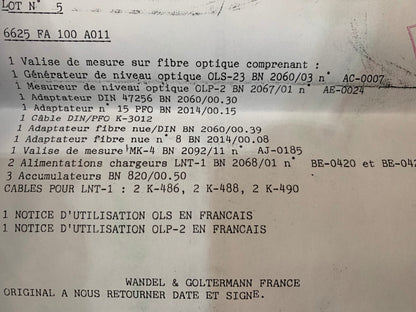 LOT N° 5
6625 FA 100 A011
1 Valise de mesure sur fibre optique comprenant :
1 Générateur de niveau optique OLS-23 BN 2060/03 n° AC-0007
1 Mesureur de niveau optique OLP-2 BN 2067/01 n° AE-0024
1 Adaptateur DIN 47256 BN 2060/00.30
1 Adaptateur n° 15 PFO BN 2014/00.15
1 Câble DIN/PFO K-3012
1 Adaptateur fibre nue/DIN BN 2060/00.39
1 Adaptateur fibre nue n° 8 BN 2014/00.08
1 Valise de mesure MK-4 BN 2092/11 n° AJ-0185
2 Alimentations chargeurs LNT-1 BN 2068/01 n° BE-0420 et BE-042
3 Accumulateurs BN 820/00.50
CABLES POUR LNT-1 : 2 K-486, 2 K-488, 2 K-490
1 NOTICE D'UTILISATION OLS EN FRANCAIS
1 NOTICE D'UTILISATION OLP-2 EN FRANCAIS
WANDEL & GOLTERMANN FRANCE
ORIGINAL A NOUS RETOURNER DATE ET SIGNE.